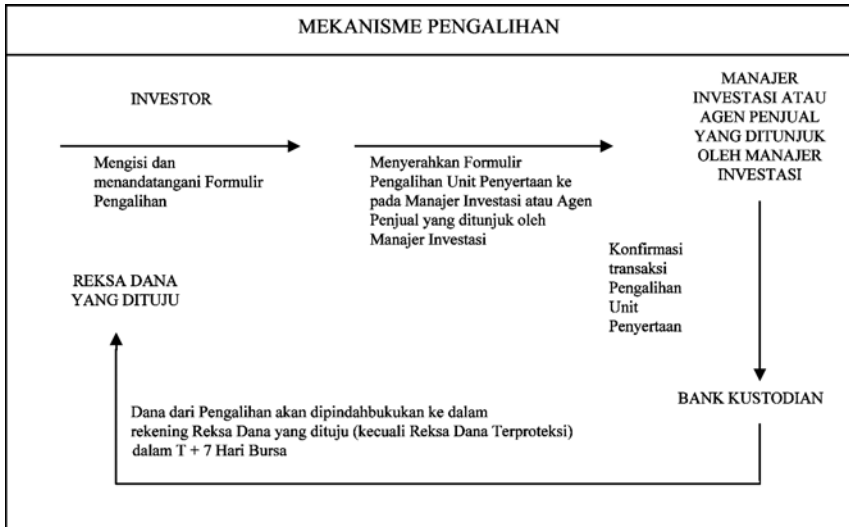 MEKANISME PENGALIHAN
INVESTOR
Mengisi dan
menandatangani Formulir
Pengalihan
Menyerahkan Formulir
Pengalihan Unit Penyertaan ke
pada Manajer Investasi atau Agen
Penjual yang ditunjuk oleh
Manajer Investasi
MANAJER
INVESTASI ATAU
AGEN PENJUAL
YANG DITUNJUK
OLEH MANAJER
INVESTASI
Konfirmasi
transaksi
Pengalihan
Unit
Penyertaan
BANK KUSTODIAN
Dana dari Pengalihan akan dipindahbukukan ke dalam
rekening Reksa Dana yang dituju (kecuali Reksa Dana Terproteksi)
dalam T + 7 Hari Bursa
REKSA DANA
YANG DITUJU